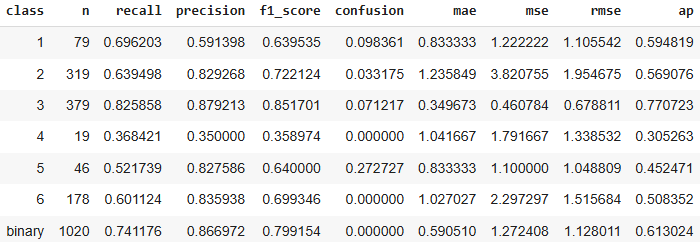 class n recall precision f1_score confusion mae mse rmse ap
1 79 0.696203 0.591398 0.639535 0.098361 0.833333 1.222222 1.105542 0.594819
2 319 0.639498 0.829268 0.722124 0.033175 1.235849 3.820755 1.954675 0.569076
3 379 0.825858 0.879213 0.851701 0.071217 0.349673 0.460784 0.678811 0.770723
4 19 0.368421 0.350000 0.358974 0.000000 1.041667 1.791667 1.338532 0.305263
5 46 0.521739 0.827586 0.640000 0.272727 0.833333 1.100000 1.048809 0.452471
6 178 0.601124 0.835938 0.699346 0.000000 1.027027 2.297297 1.515684 0.508352
binary 1020 0.741176 0.866972 0.799154 0.000000 0.590510 1.272408 1.128011 0.613024